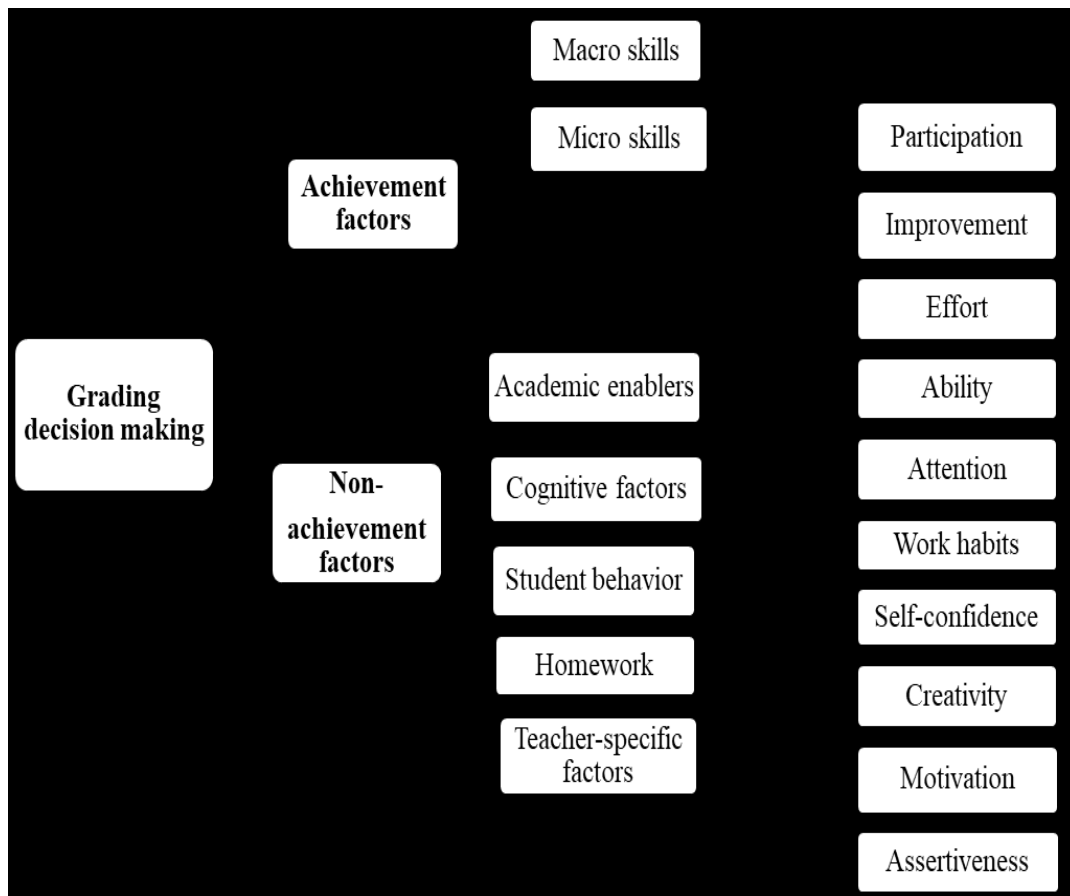 Grading
decision making
Achievement
factors
Non-
achievement
factors
Macro skills
Micro skills
Academic enablers
Cognitive factors
Student behavior
Homework
Teacher-specific
factors
Participation
Improvement
Effort
Ability
Attention
Work habits
Self-confidence
Creativity
Motivation
Assertiveness